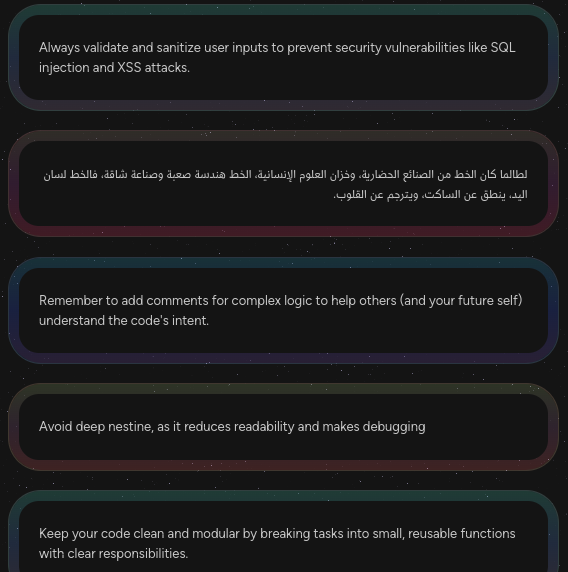 Always validate and sanitize user inputs to prevent security vulnerabilities like SQL
injection and XSS attacks.
لطالما كان الخط من الصنائع الحضارية، وخزان العلوم الإنسانية، الخط هندسة صعبة وصناعة شاقة، فالخط لسان
اليد، ينطق عن الساكت، ويترجم عن القلوب.
Remember to add comments for complex logic to help others (and your future self)
understand the code's intent.
Avoid deep nestine, as it reduces readability and makes debugging
Keep your code clean and modular by breaking tasks into small, reusable functions
with clear responsibilities.